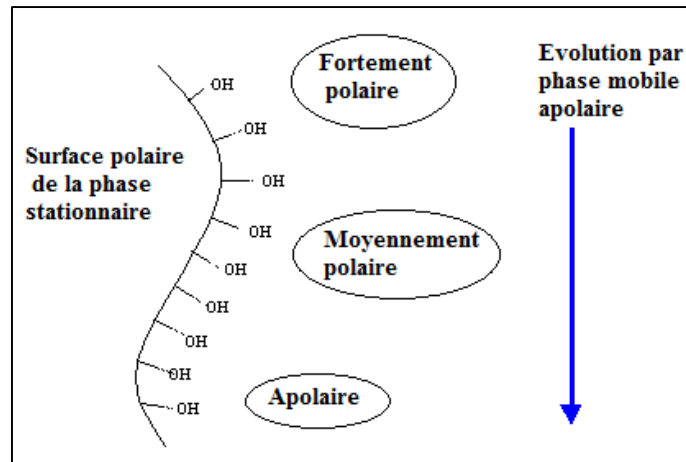 Fortement
polaire
Evolution par
phase mobile
apolaire
OH
OH
Surface polaire
de la phase
stationnaire
OH
OH
Moyennement
polaire
OH
OH
OH
OH
Apolaire
OH